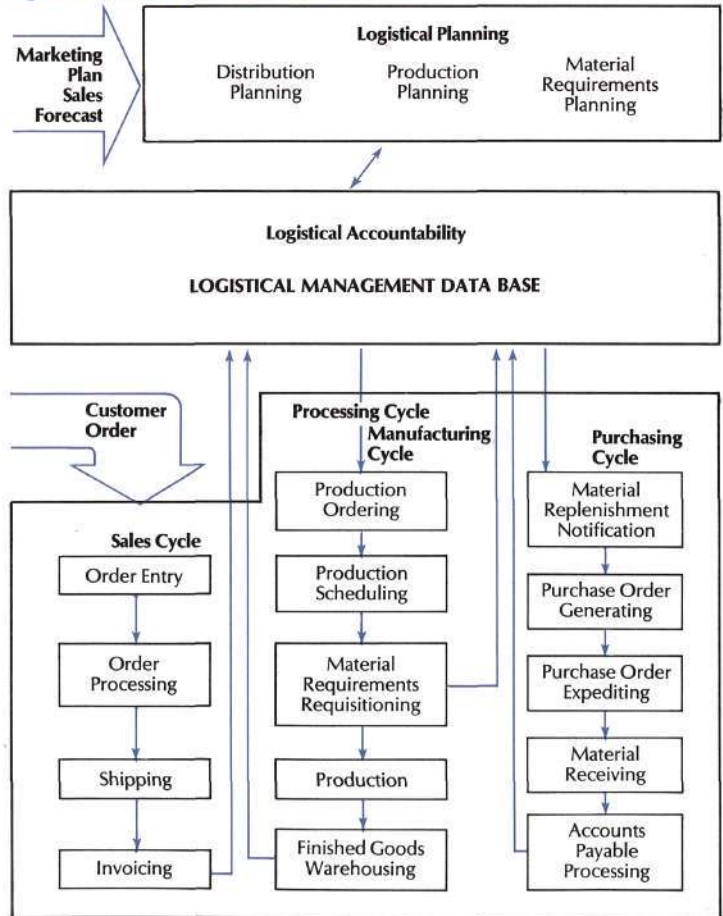 Marketing
Plan
Sales
Forecast
Logistical Planning
Distribution
Planning
Production
Planning
Material
Requirements
Planning
Logistical Accountability
LOGISTICAL MANAGEMENT DATA BASE
Customer
Order
Processing Cycle
Manufacturing
Cycle
Purchasing
Cycle
Sales Cycle
Order Entry
Order
Processing
Shipping
Invoicing
Production
Ordering
Production
Scheduling
Material
Requirements
Requisitioning
Production
Finished Goods
Warehousing
Material
Replenishment
Notification
Purchase Order
Generating
Purchase Order
Expediting
Material
Receiving
Accounts
Payable
Processing